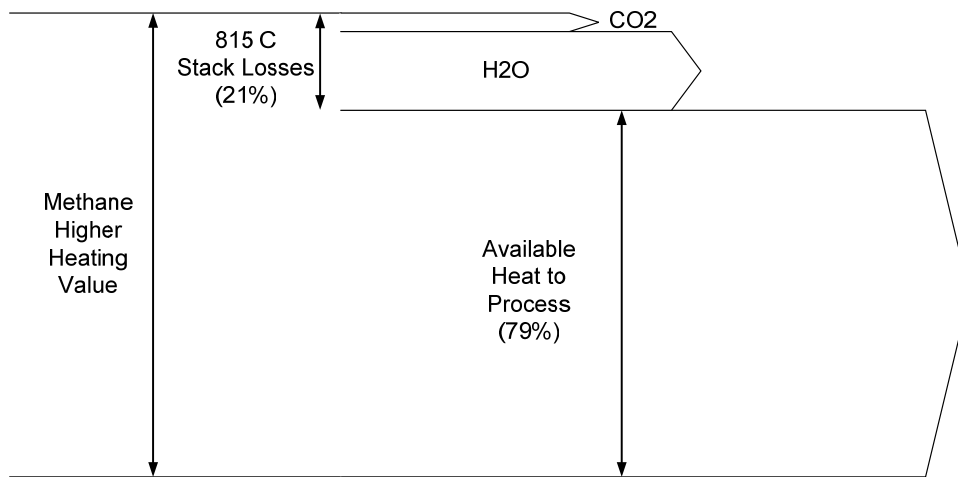 CO2
815 C
Stack Losses
(21%)
H2O
Methane
Higher
Heating
Value
Available
Heat to
Process
(79%)